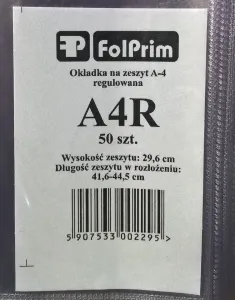 FP FolPrim
Okładka na zeszyt A-4
regulowana
A4R
50 szt.
Wysokość zeszytu: 29,6 cm
Długość zeszytu w rozłożeniu:
41,6-44,5 cm
5 907533 002295 >